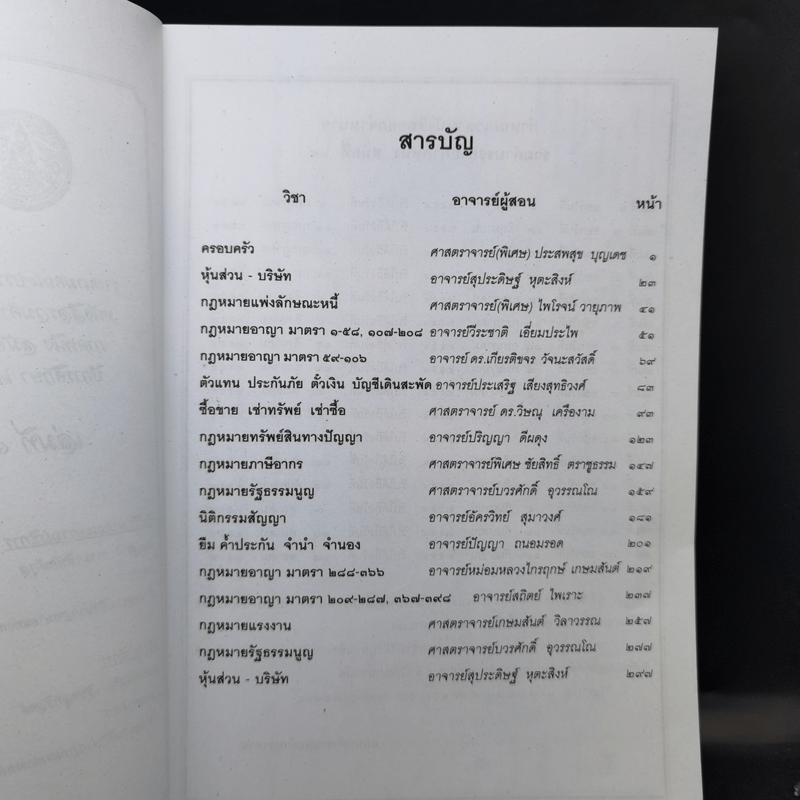 สารบัญ
วิชา อาจารย์ผู้สอน หน้า
ครอบครัว ศาสตราจารย์(พิเศษ) ประสพสุข บุญเดช ๑
หุ้นส่วน - บริษัท อาจารย์สุประดิษฐ์ หุตะสิงห์ ๒๓
กฎหมายแพ่งลักษณะหนี้ ศาสตราจารย์(พิเศษ) ไพโรจน์ วายุภาพ ๔๑
กฎหมายอาญา มาตรา ๑-๕๘, ๑๐๗-๒๐๘ อาจารย์วีระชาติ เอี่ยมประไพ ๕๑
กฎหมายอาญา มาตรา ๕๙-๑๐๖ อาจารย์ ดร.เกียรติขจร วัจนะสวัสดิ์ ๖๙
ตัวแทน ประกันภัย ตั๋วเงิน บัญชีเดินสะพัด อาจารย์ประเสริฐ เสียงสุทธิวงศ์ ๘๓
ซื้อขาย เช่าทรัพย์ เช่าซื้อ ศาสตราจารย์ ดร.วิษณุ เครืองาม ๙๓
กฎหมายทรัพย์สินทางปัญญา อาจารย์ปริญญา ดีผดุง ๑๒๓
กฎหมายภาษีอากร ศาสตราจารย์พิเศษ ชัยสิทธิ์ ตราชูธรรม ๑๔๗
กฎหมายรัฐธรรมนูญ ศาสตราจารย์บวรศักดิ์ อุวรรณโณ ๑๕๙
นิติกรรมสัญญา อาจารย์อัครวิทย์ สุมาวงศ์ ๑๘๑
ยืม ค้ำประกัน จำนำ จำนอง อาจารย์ปัญญา ถนอมรอด ๒๐๑
กฎหมายอาญา มาตรา ๒๘๘-๓๖๖ อาจารย์หม่อมหลวงไกรฤกษ์ เกษมสันต์ ๒๑๙
กฎหมายอาญา มาตรา ๒๐๙-๒๘๗, ๓๖๗-๓๙๘ อาจารย์สถิตย์ ไพเราะ ๒๓๗
กฎหมายแรงงาน ศาสตราจารย์เกษมสันต์ วิลาวรรณ ๒๕๗
กฎหมายรัฐธรรมนูญ ศาสตราจารย์บวรศักดิ์ อุวรรณโณ ๒๗๗
หุ้นส่วน - บริษัท อาจารย์สุประดิษฐ์ หุตะสิงห์ ๒๙๗